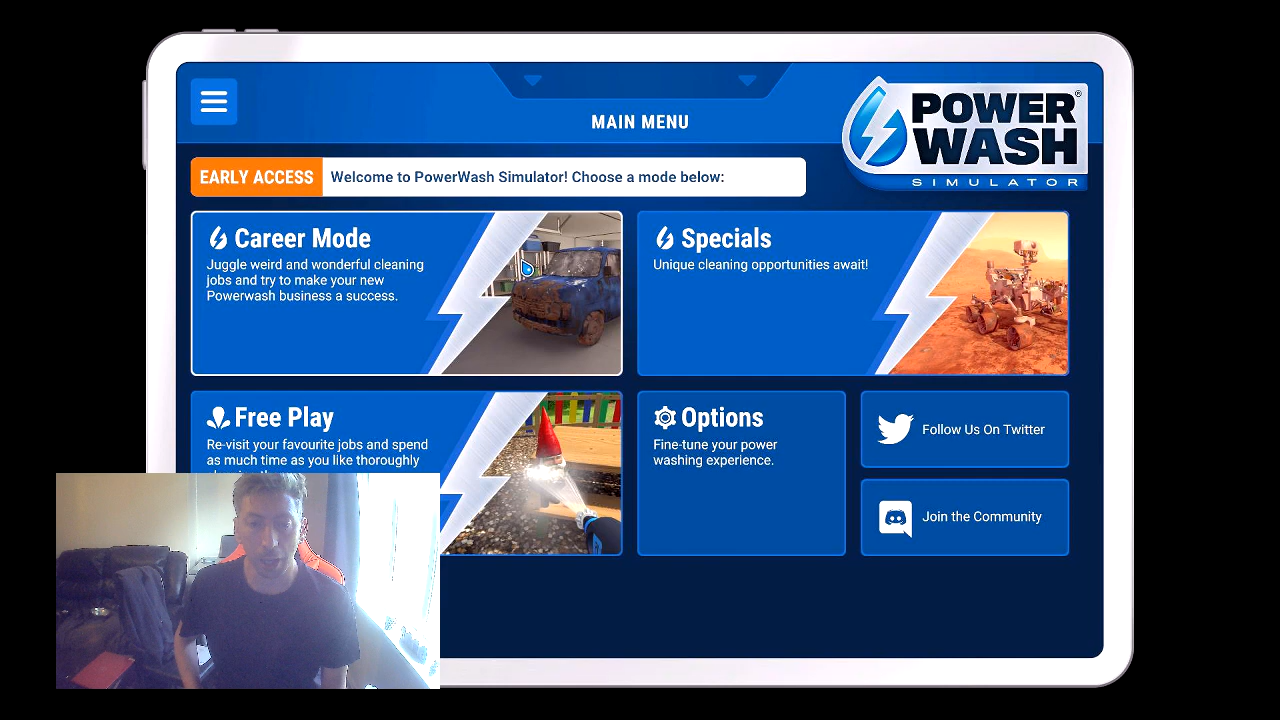 MAIN MENU
POWER
WASH
SIMULATOR
EARLY ACCESS
Welcome to PowerWash Simulator! Choose a mode below:
Career Mode
Juggle weird and wonderful cleaning
jobs and try to make your new
Powerwash business a success.
Specials
Unique cleaning opportunities await!
Free Play
Re-visit your favourite jobs and spend
as much time as you like thoroughly
Options
Fine-tune your power
washing experience.
Follow Us On Twitter
Join the Community